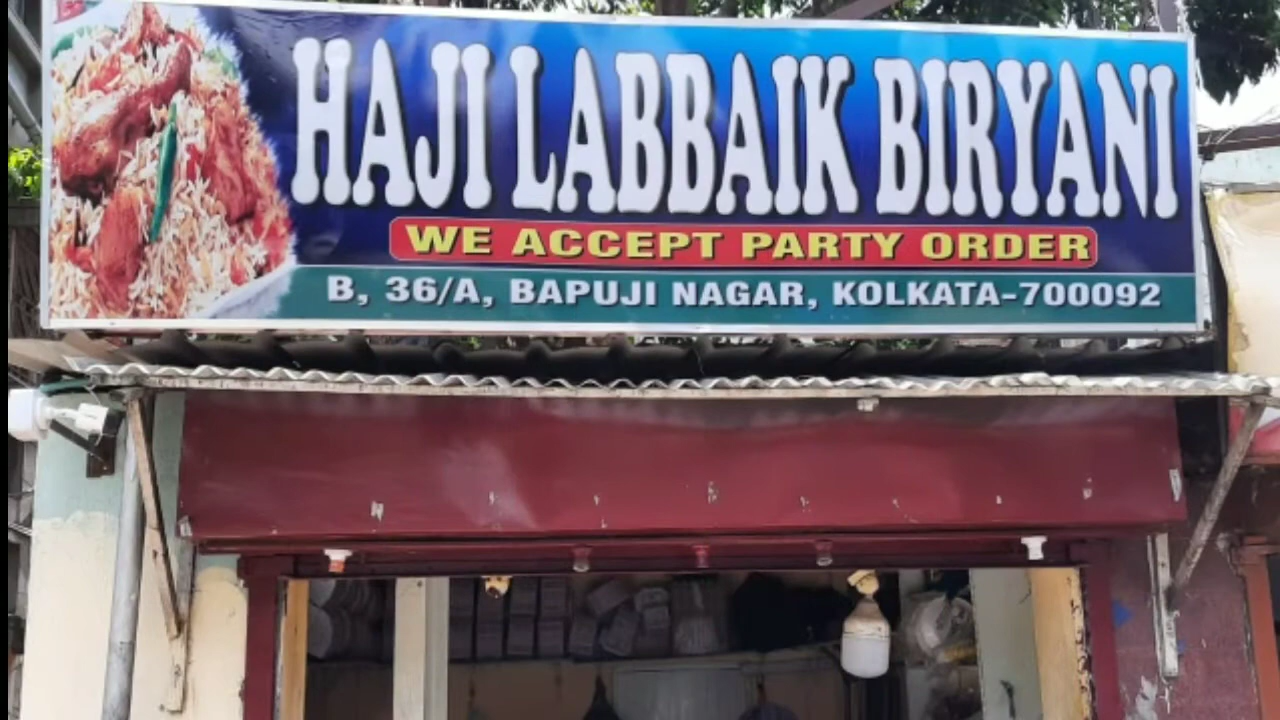 HAJI LABBAIK BIRYANI
WE ACCEPT PARTY ORDER
B, 36/A, BAPUJI NAGAR, KOLKATA-700092